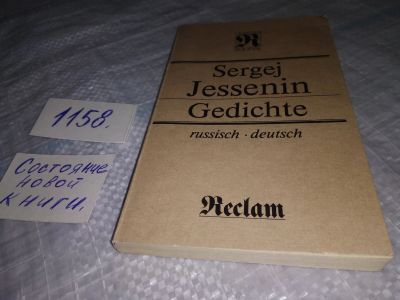 Sergej
Jessenin
Gedichte
russisch · deutsch
Reclam
1158.
Состояние
новой
книги.